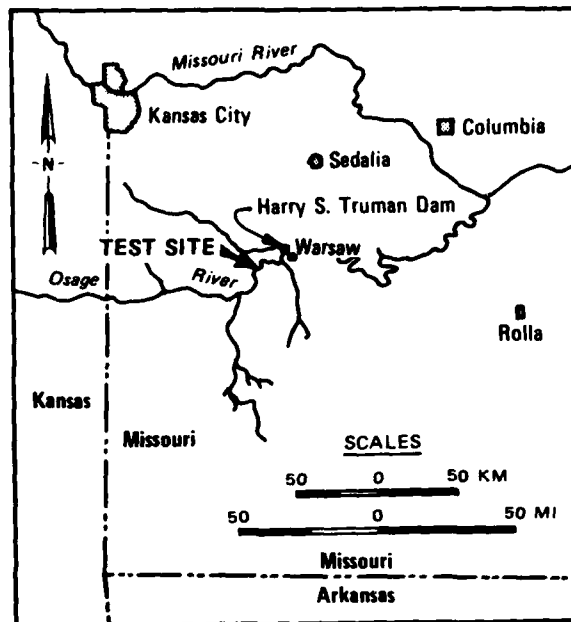 Missouri River
Kansas City
Columbia
-N-
Sedalia
Harry S. Truman Dam
TEST SITE
Warsaw
Osage River
Rolla
Kansas
Missouri
SCALES
50 0 50 KM
50 0 50 MI
Missouri
Arkansas